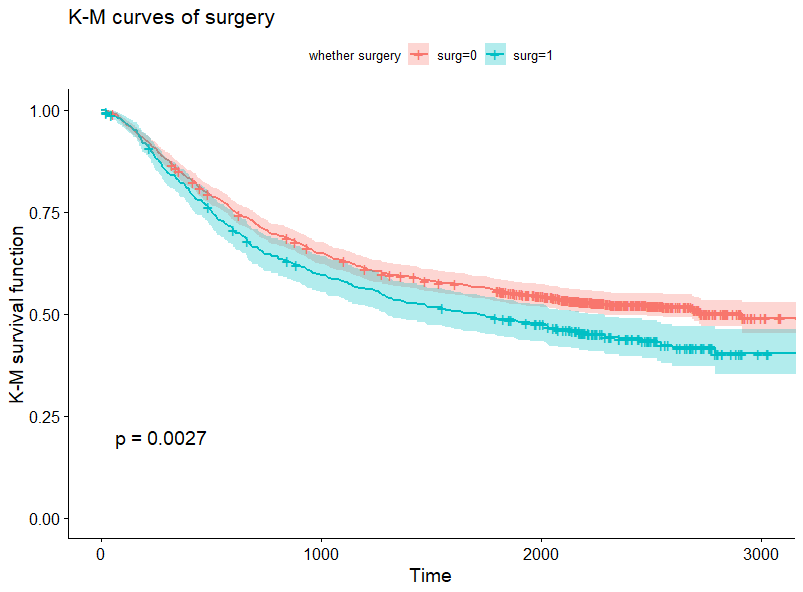 K-M curves of surgery
whether surgery surg=0 surg=1
K-M survival function
1.00
0.75
0.50
0.25
0.00
p = 0.0027
0 1000 2000 3000
Time